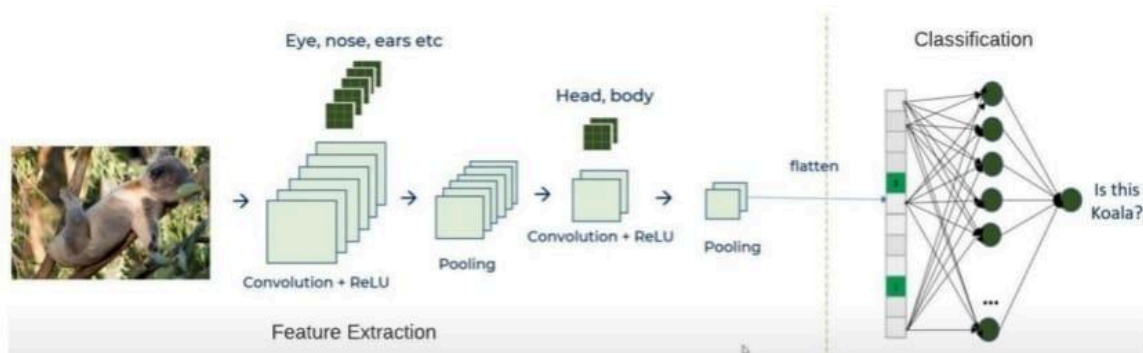 Eye, nose, ears etc
Head, body
Classification
flatten
Is this
Koala?
Convolution + ReLU
Pooling
Convolution + ReLU
Pooling
Feature Extraction
...